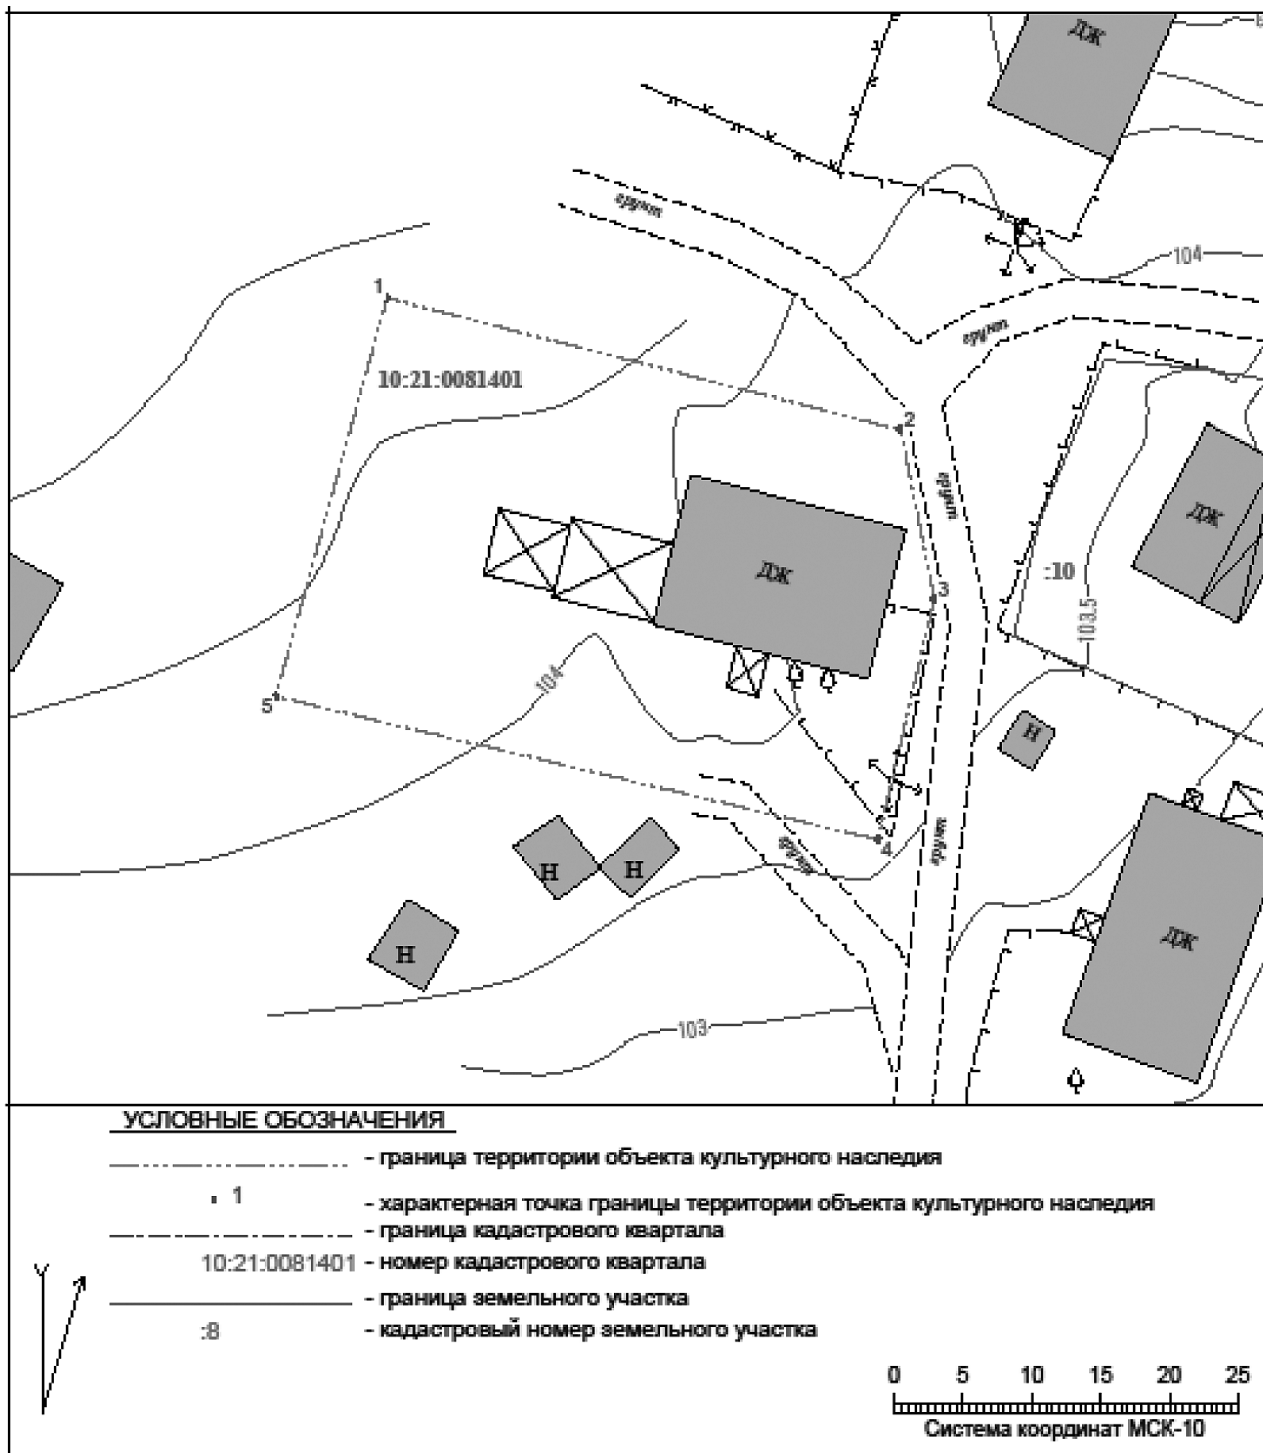 ДЖ
грунт
104
грунт
1
10:21:0081401
2
грунт
ДЖ
:10
ДЖ
3
103.5
104
5
Н
4
грунт
грунт
Н
Н
Н
ДЖ
103
УСЛОВНЫЕ ОБОЗНАЧЕНИЯ
- граница территории объекта культурного наследия
1 - характерная точка границы территории объекта культурного наследия
- граница кадастрового квартала
10:21:0081401 - номер кадастрового квартала
- граница земельного участка
:8 - кадастровый номер земельного участка
0 5 10 15 20 25
Система координат МСК-10